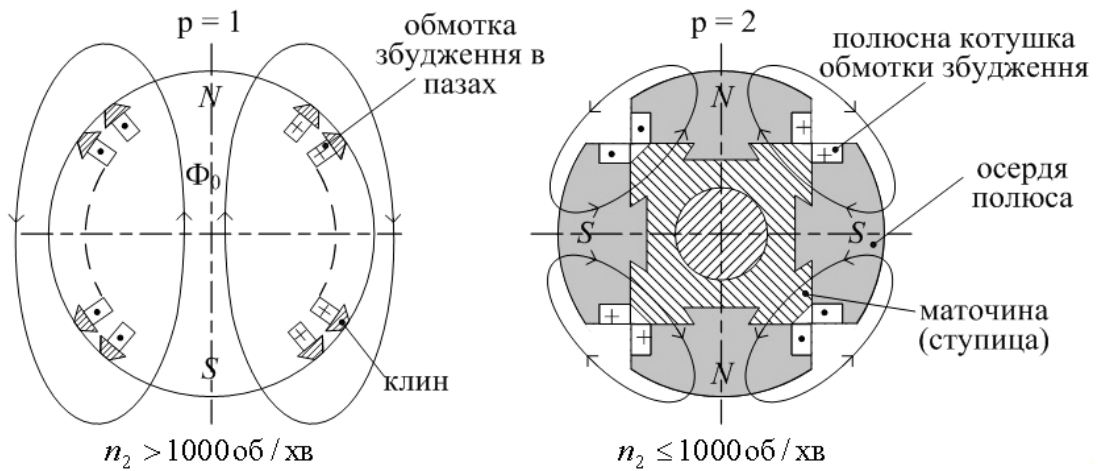 p = 1
обмотка
збудження в
пазах
N
Φ₀
S
клин
n₂ > 1000 об / хв
p = 2
полюсна котушка
обмотки збудження
N
осердя
полюса
S
S
маточина
(ступица)
N
n₂ ≤ 1000 об / хв